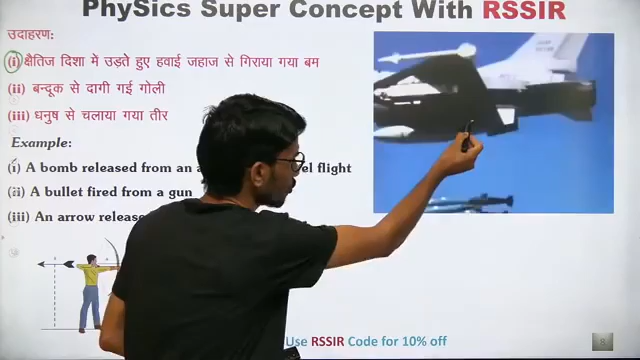 PhySics Super Concept With RSSIR
उदाहरण:
(i) क्षैतिज दिशा में उड़ते हुए हवाई जहाज से गिराया गया बम
(ii) बन्दूक से दागी गई गोली
(iii) धनुष से चलाया गया तीर
Example:
(i) A bomb released from an a el flight
(ii) A bullet fired from a gun
(iii) An arrow releas
Use RSSIR Code for 10% off